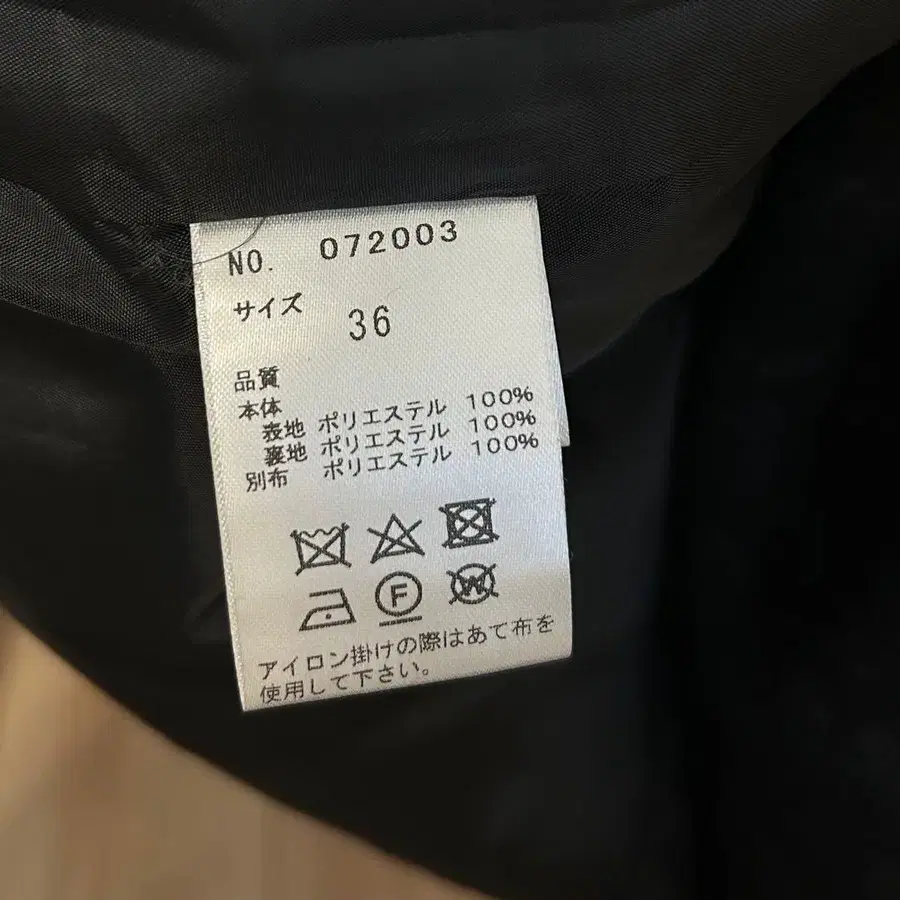 NO. 072003
サイズ 36
品質
本体
表地 ポリエステル 100%
裏地 ポリエステル 100%
別布 ポリエステル 100%
F
W
アイロン掛けの際はあて布を
使用して下さい。